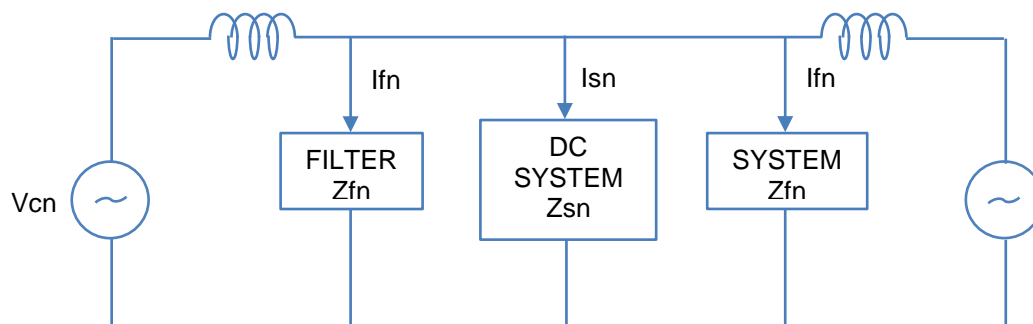 Ifn
Isn
Ifn
FILTER
Zfn
DC
SYSTEM
Zsn
SYSTEM
Zfn
Vcn